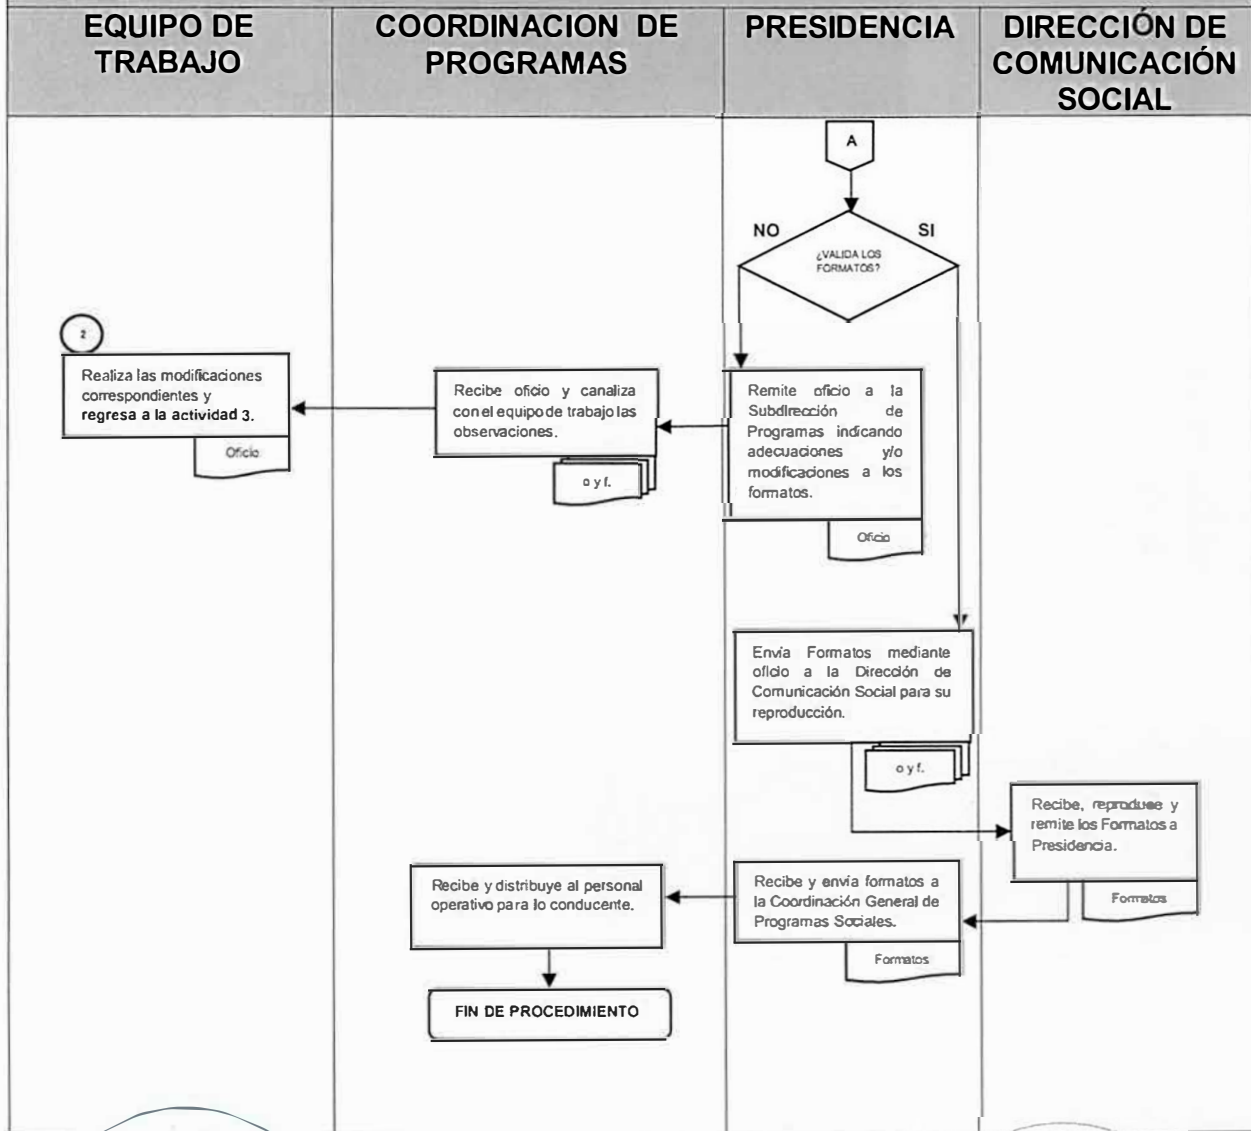 EQUIPO DE
TRABAJO
COORDINACION DE
PROGRAMAS
PRESIDENCIA
DIRECCIÓN DE
COMUNICACIÓN
SOCIAL
A
NO
SI
¿VALIDA LOS
FORMATOS?
2
Realiza las modificaciones
correspondientes y
regresa a la actividad 3.
Oficio
Recibe oficio y canaliza
con el equipo de trabajo las
observaciones.
o y f.
Remite oficio a la
Subdirección de
Programas indicando
adecuaciones y/o
modificaciones a los
formatos.
Oficio
Envía Formatos mediante
oficio a la Dirección de
Comunicación Social para su
reproducción.
o y f.
Recibe, reproduce y
remite los Formatos a
Presidencia.
Formatos
Recibe y envía formatos a
la Coordinación General de
Programas Sociales.
Formatos
Recibe y distribuye al personal
operativo para lo conducente.
FIN DE PROCEDIMIENTO